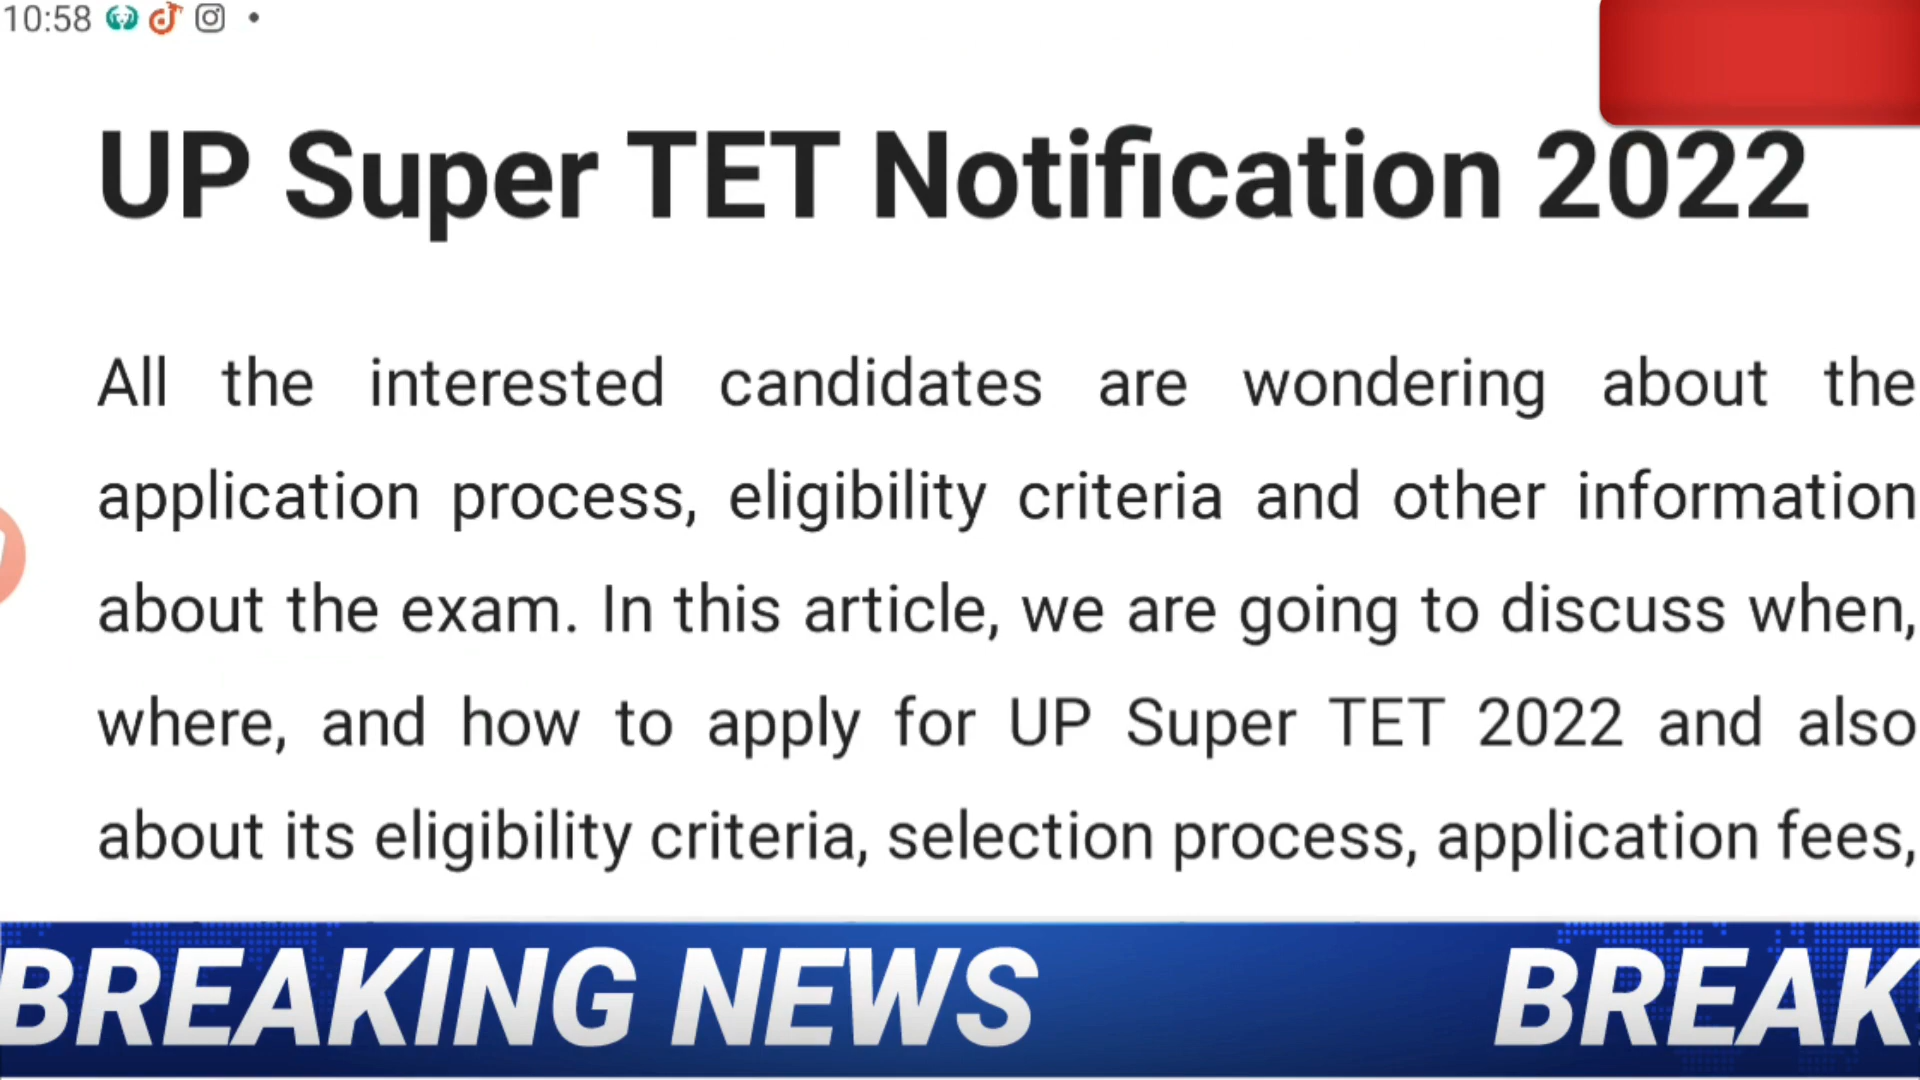 10:58
UP Super TET Notification 2022
All the interested candidates are wondering about the
application process, eligibility criteria and other information
about the exam. In this article, we are going to discuss when,
where, and how to apply for UP Super TET 2022 and also
about its eligibility criteria, selection process, application fees,
BREAKING NEWS BREAK